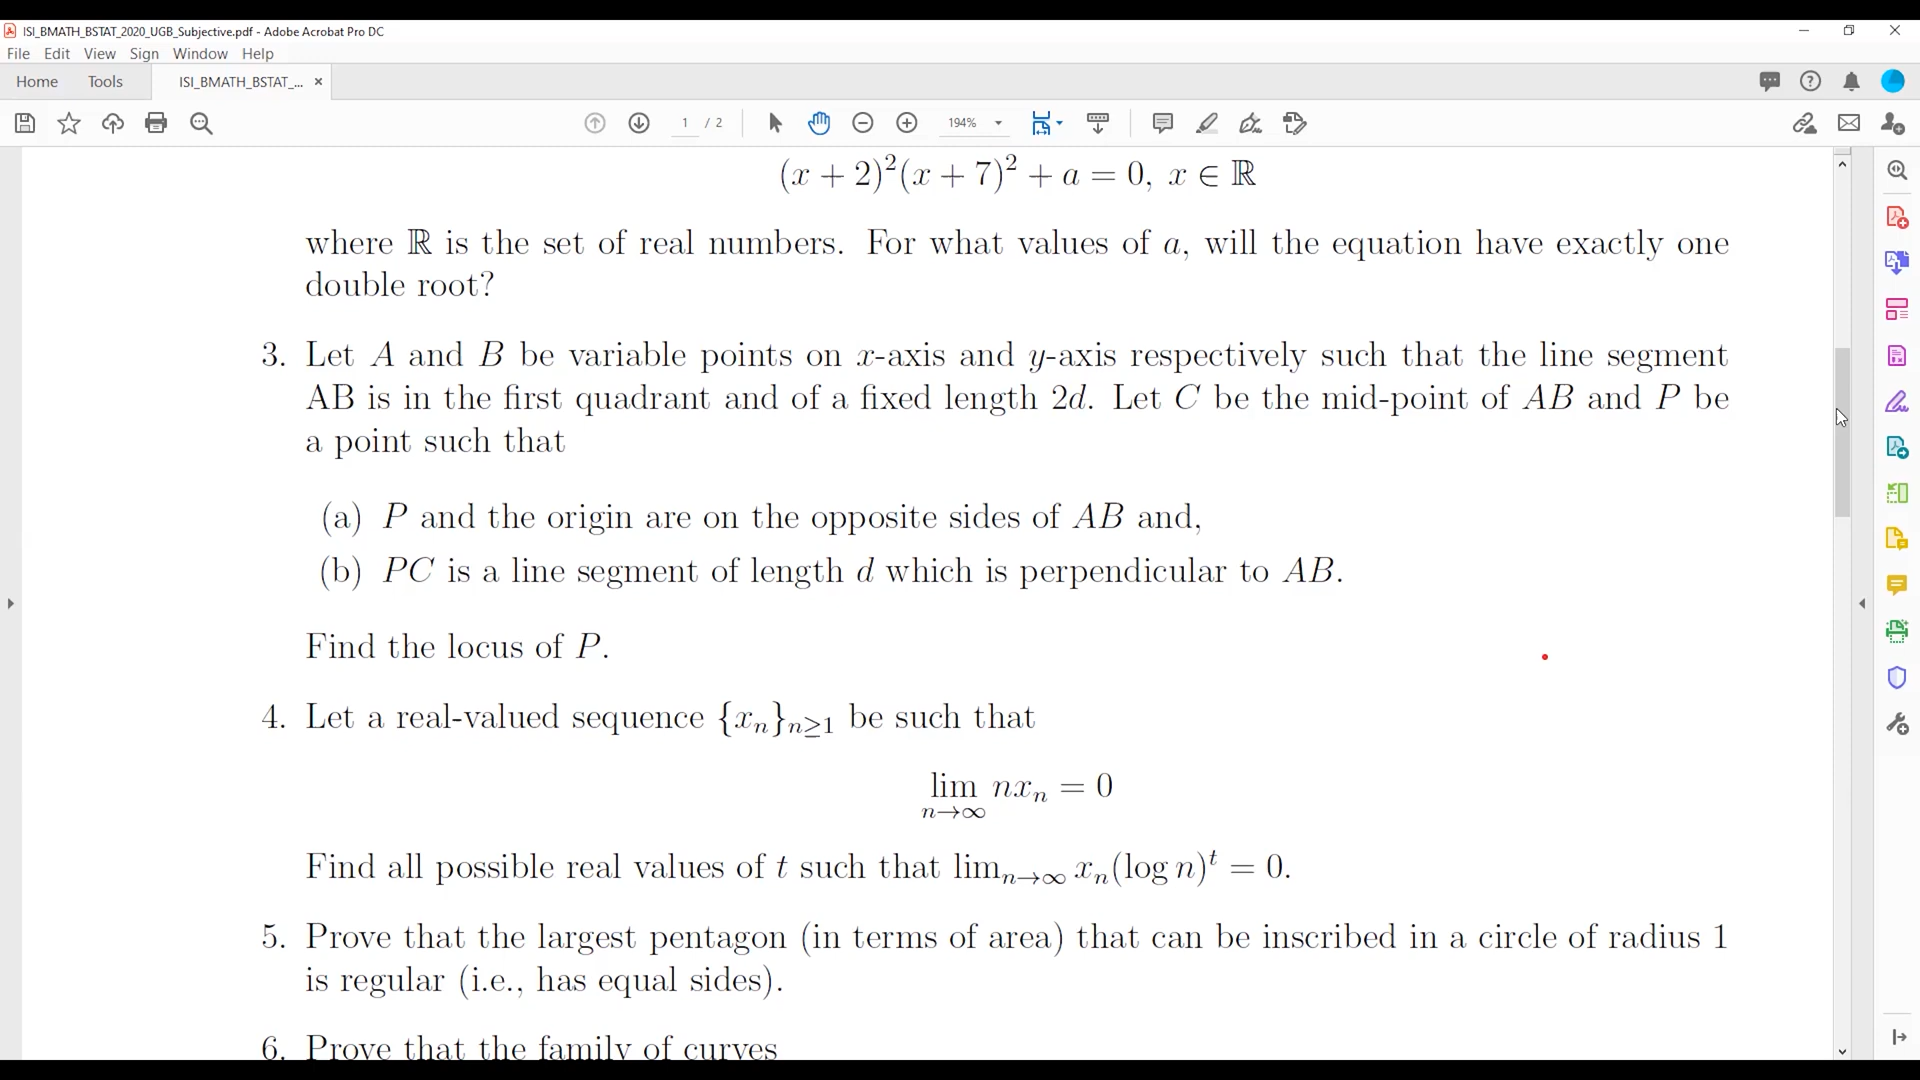 ISI_BMATH_BSTAT_2020_UGB_Subjective.pdf - Adobe Acrobat Pro DC
File Edit View Sign Window Help
Home Tools ISI_BMATH_BSTAT_... ×
1 / 2 194%
(x + 2)²(x + 7)² + a = 0, x ∈ ℝ
where ℝ is the set of real numbers. For what values of a, will the equation have exactly one
double root?
3. Let A and B be variable points on x-axis and y-axis respectively such that the line segment
AB is in the first quadrant and of a fixed length 2d. Let C be the mid-point of AB and P be
a point such that
(a) P and the origin are on the opposite sides of AB and,
(b) PC is a line segment of length d which is perpendicular to AB.
Find the locus of P.
4. Let a real-valued sequence {xₙ}ₙ≥₁ be such that
lim nxₙ = 0
n→∞
Find all possible real values of t such that limₙ→∞ xₙ(log n)ᵗ = 0.
5. Prove that the largest pentagon (in terms of area) that can be inscribed in a circle of radius 1
is regular (i.e., has equal sides).
6. Prove that the family of curves